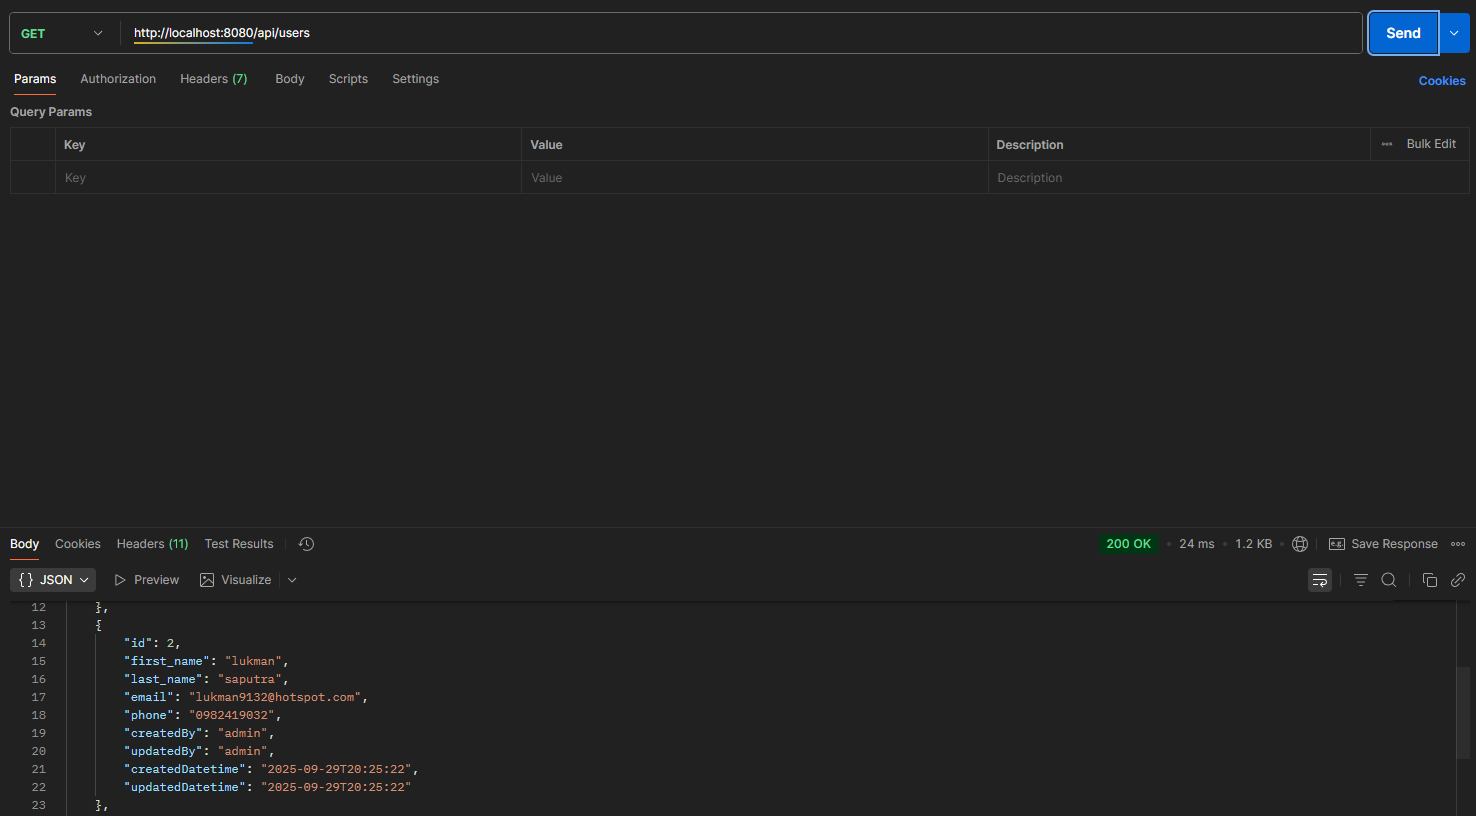 GET http://localhost:8080/api/users Send
Params Authorization Headers (7) Body Scripts Settings Cookies
Query Params
Key Value Description Bulk Edit
Key Value Description
Body Cookies Headers (11) Test Results 200 OK 24 ms 1.2 KB e.g. Save Response
{} JSON Preview Visualize
12 },
13 {
14 "id": 2,
15 "first_name": "lukman",
16 "last_name": "saputra",
17 "email": "lukman9132@hotspot.com",
18 "phone": "0982419032",
19 "createdBy": "admin",
20 "updatedBy": "admin",
21 "createdDatetime": "2025-09-29T20:25:22",
22 "updatedDatetime": "2025-09-29T20:25:22"
23 },